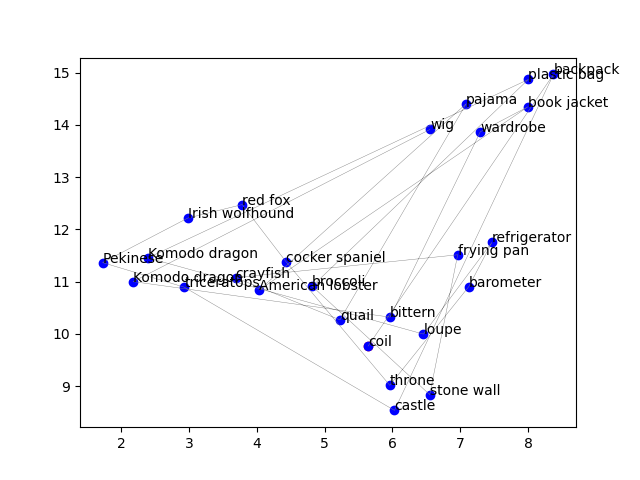 15
14
13
12
11
10
9
2
3
4
5
6
7
8
backpack
plastic bag
pajama
book jacket
wig
wardrobe
red fox
Irish wolfhound
refrigerator
frying pan
Pekinese
Komodo dragon
cocker spaniel
Komodo dragon
crayfish
triceratops
American lobster
broccoli
barometer
quail
bittern
loupe
coil
throne
stone wall
castle